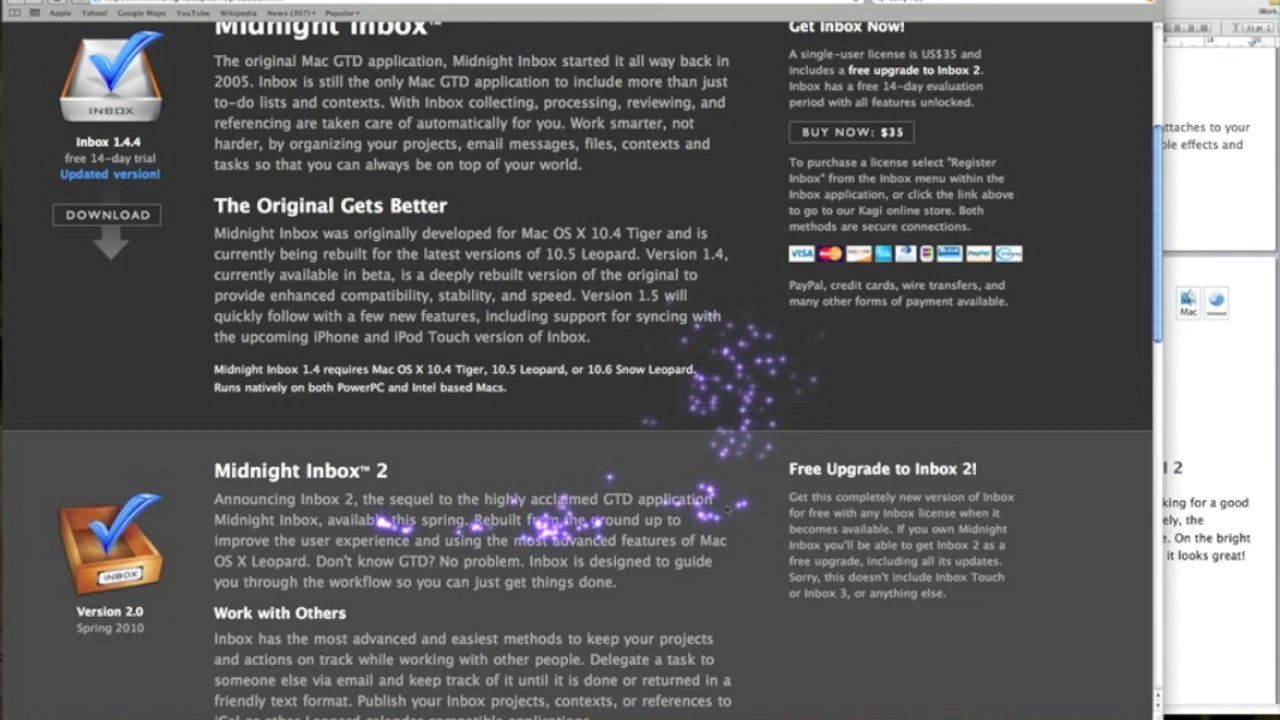 Apple Yahoo! Google Maps YouTube Wikipedia News (307) Popular
Midnight Inbox™
The original Mac GTD application, Midnight Inbox started it all way back in
2005. Inbox is still the only Mac GTD application to include more than just
to-do lists and contexts. With Inbox collecting, processing, reviewing, and
referencing are taken care of automatically for you. Work smarter, not
harder, by organizing your projects, email messages, files, contexts and
tasks so that you can always be on top of your world.
INBOX
Inbox 1.4.4
free 14-day trial
Updated version!
DOWNLOAD
The Original Gets Better
Midnight Inbox was originally developed for Mac OS X 10.4 Tiger and is
currently being rebuilt for the latest versions of 10.5 Leopard. Version 1.4,
currently available in beta, is a deeply rebuilt version of the original to
provide enhanced compatibility, stability, and speed. Version 1.5 will
quickly follow with a few new features, including support for syncing with
the upcoming iPhone and iPod Touch version of Inbox.
Midnight Inbox 1.4 requires Mac OS X 10.4 Tiger, 10.5 Leopard, or 10.6 Snow Leopard.
Runs natively on both PowerPC and Intel based Macs.
Get Inbox Now!
A single-user license is US$35 and
includes a free upgrade to Inbox 2.
Inbox has a free 14-day evaluation
period with all features unlocked.
BUY NOW: $35
To purchase a license select "Register
Inbox" from the Inbox menu within the
Inbox application, or click the link above
to go to our Kagi online store. Both
methods are secure connections.
VISA PayPal
PayPal, credit cards, wire transfers, and
many other forms of payment available.
Midnight Inbox™ 2
Announcing Inbox 2, the sequel to the highly acclaimed GTD application
Midnight Inbox, available this spring. Rebuilt from the ground up to
improve the user experience and using the most advanced features of Mac
OS X Leopard. Don't know GTD? No problem. Inbox is designed to guide
you through the workflow so you can just get things done.
INBOX
Version 2.0
Spring 2010
Work with Others
Inbox has the most advanced and easiest methods to keep your projects
and actions on track while working with other people. Delegate a task to
someone else via email and keep track of it until it is done or returned in a
friendly text format. Publish your Inbox projects, contexts, or references to
iCal or other Leopard calendar compatible applications.
Free Upgrade to Inbox 2!
Get this completely new version of Inbox
for free with any Inbox license when it
becomes available. If you own Midnight
Inbox you'll be able to get Inbox 2 as a
free upgrade, including all its updates.
Sorry, this doesn't include Inbox Touch
or Inbox 3, or anything else.
18
ttaches to your
effects and
Mac Universal
2
king for a good
ely, the
e. On the bright
it looks great!